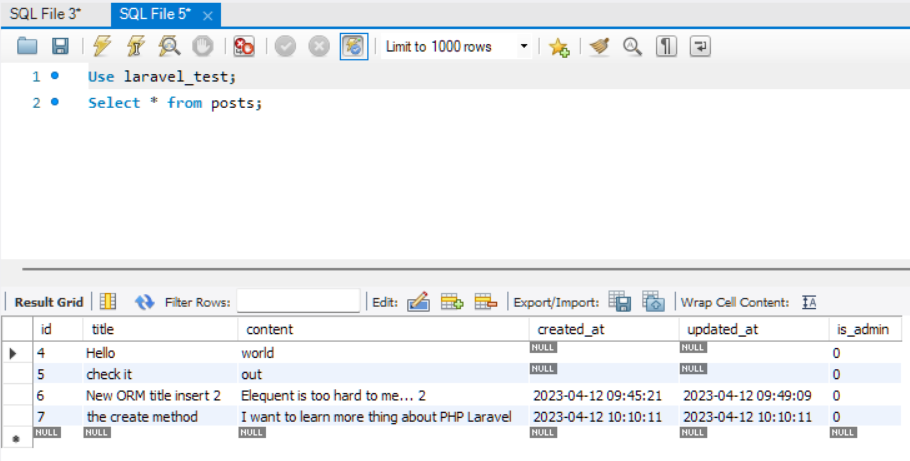 SQL File 3* SQL File 5*
Limit to 1000 rows
1 Use laravel_test;
2 Select * from posts;
Result Grid Filter Rows: Edit: Export/Import: Wrap Cell Content: IA
id title content created_at updated_at is_admin
4 Hello world NULL NULL 0
5 check it out NULL NULL 0
6 New ORM title insert 2 Elequent is too hard to me... 2 2023-04-12 09:45:21 2023-04-12 09:49:09 0
7 the create method I want to learn more thing about PHP Laravel 2023-04-12 10:10:11 2023-04-12 10:10:11 0
NULL NULL NULL NULL NULL NULL